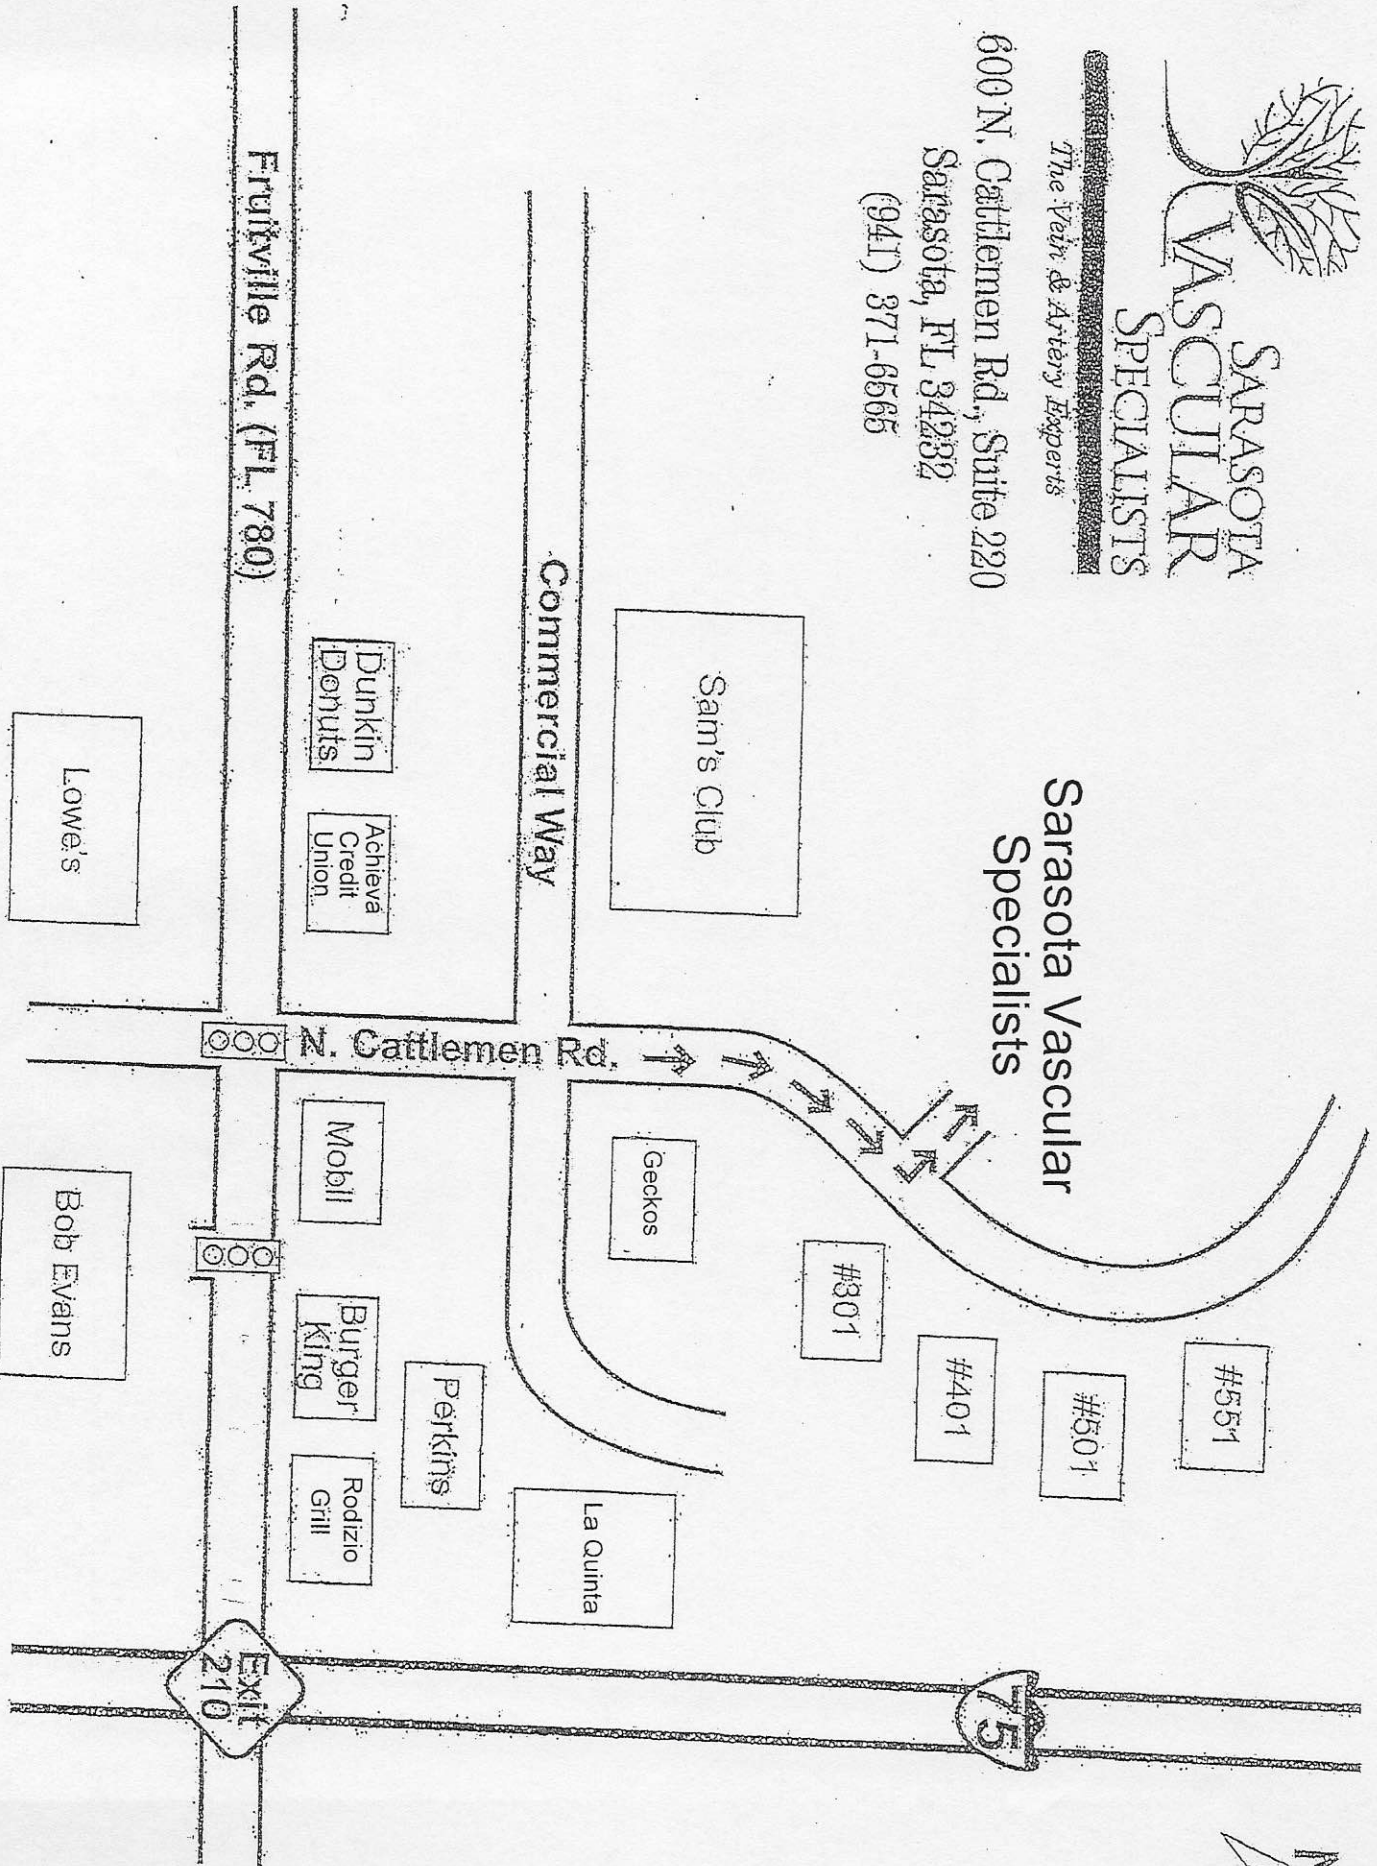 SARASOTA
VASCULAR
SPECIALISTS
The Vein & Artery Experts
600 N. Cattlemen Rd., Suite 220
Sarasota, FL 34232
(941) 371-6565
Sarasota Vascular
Specialists
N
#551
#501
#401
#301
75
Sam's Club
Geckos
La Quinta
Commercial Way
N. Cattlemen Rd.
Perkins
Dunkin
Donuts
Achieva
Credit
Union
Mobil
Burger
King
Rodizio
Grill
Fruitville Rd. (FL 780)
Exit
210
Lowe's
Bob Evans